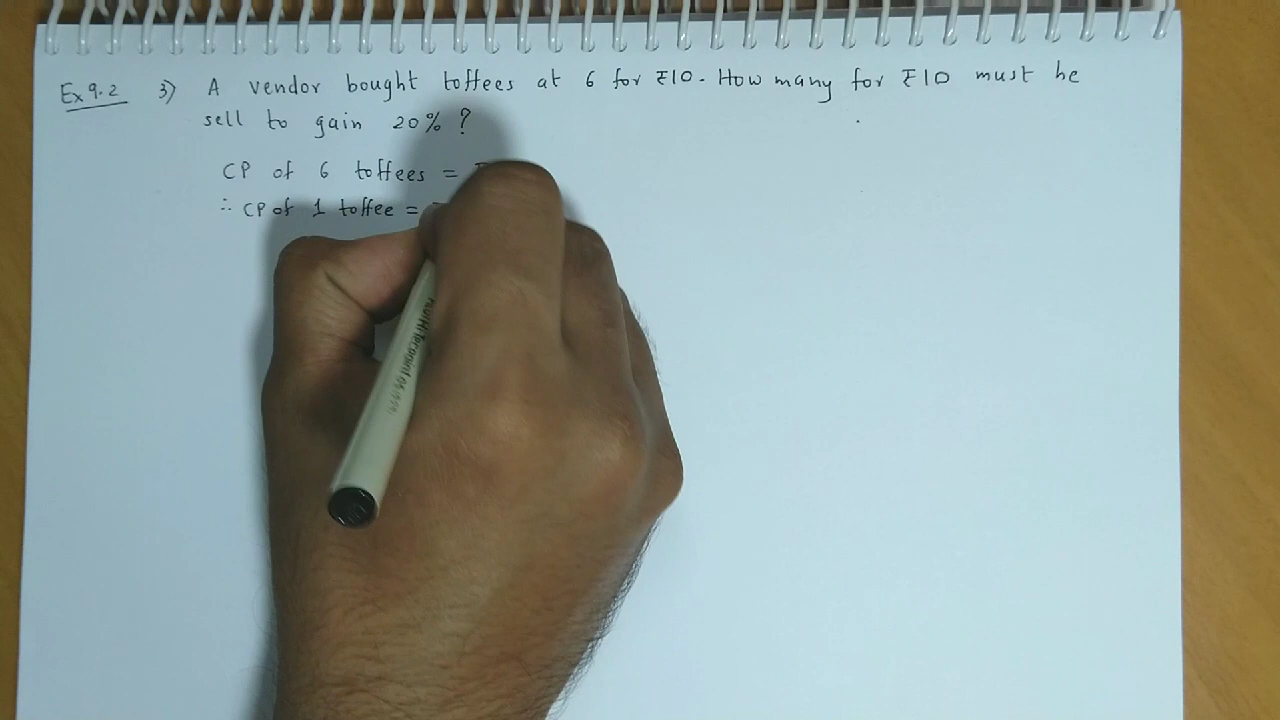 Ex 9.2 3) A vendor bought toffees at 6 for ₹10. How many for ₹10 must he
sell to gain 20% ?
CP of 6 toffees =
∴ CP of 1 toffee =